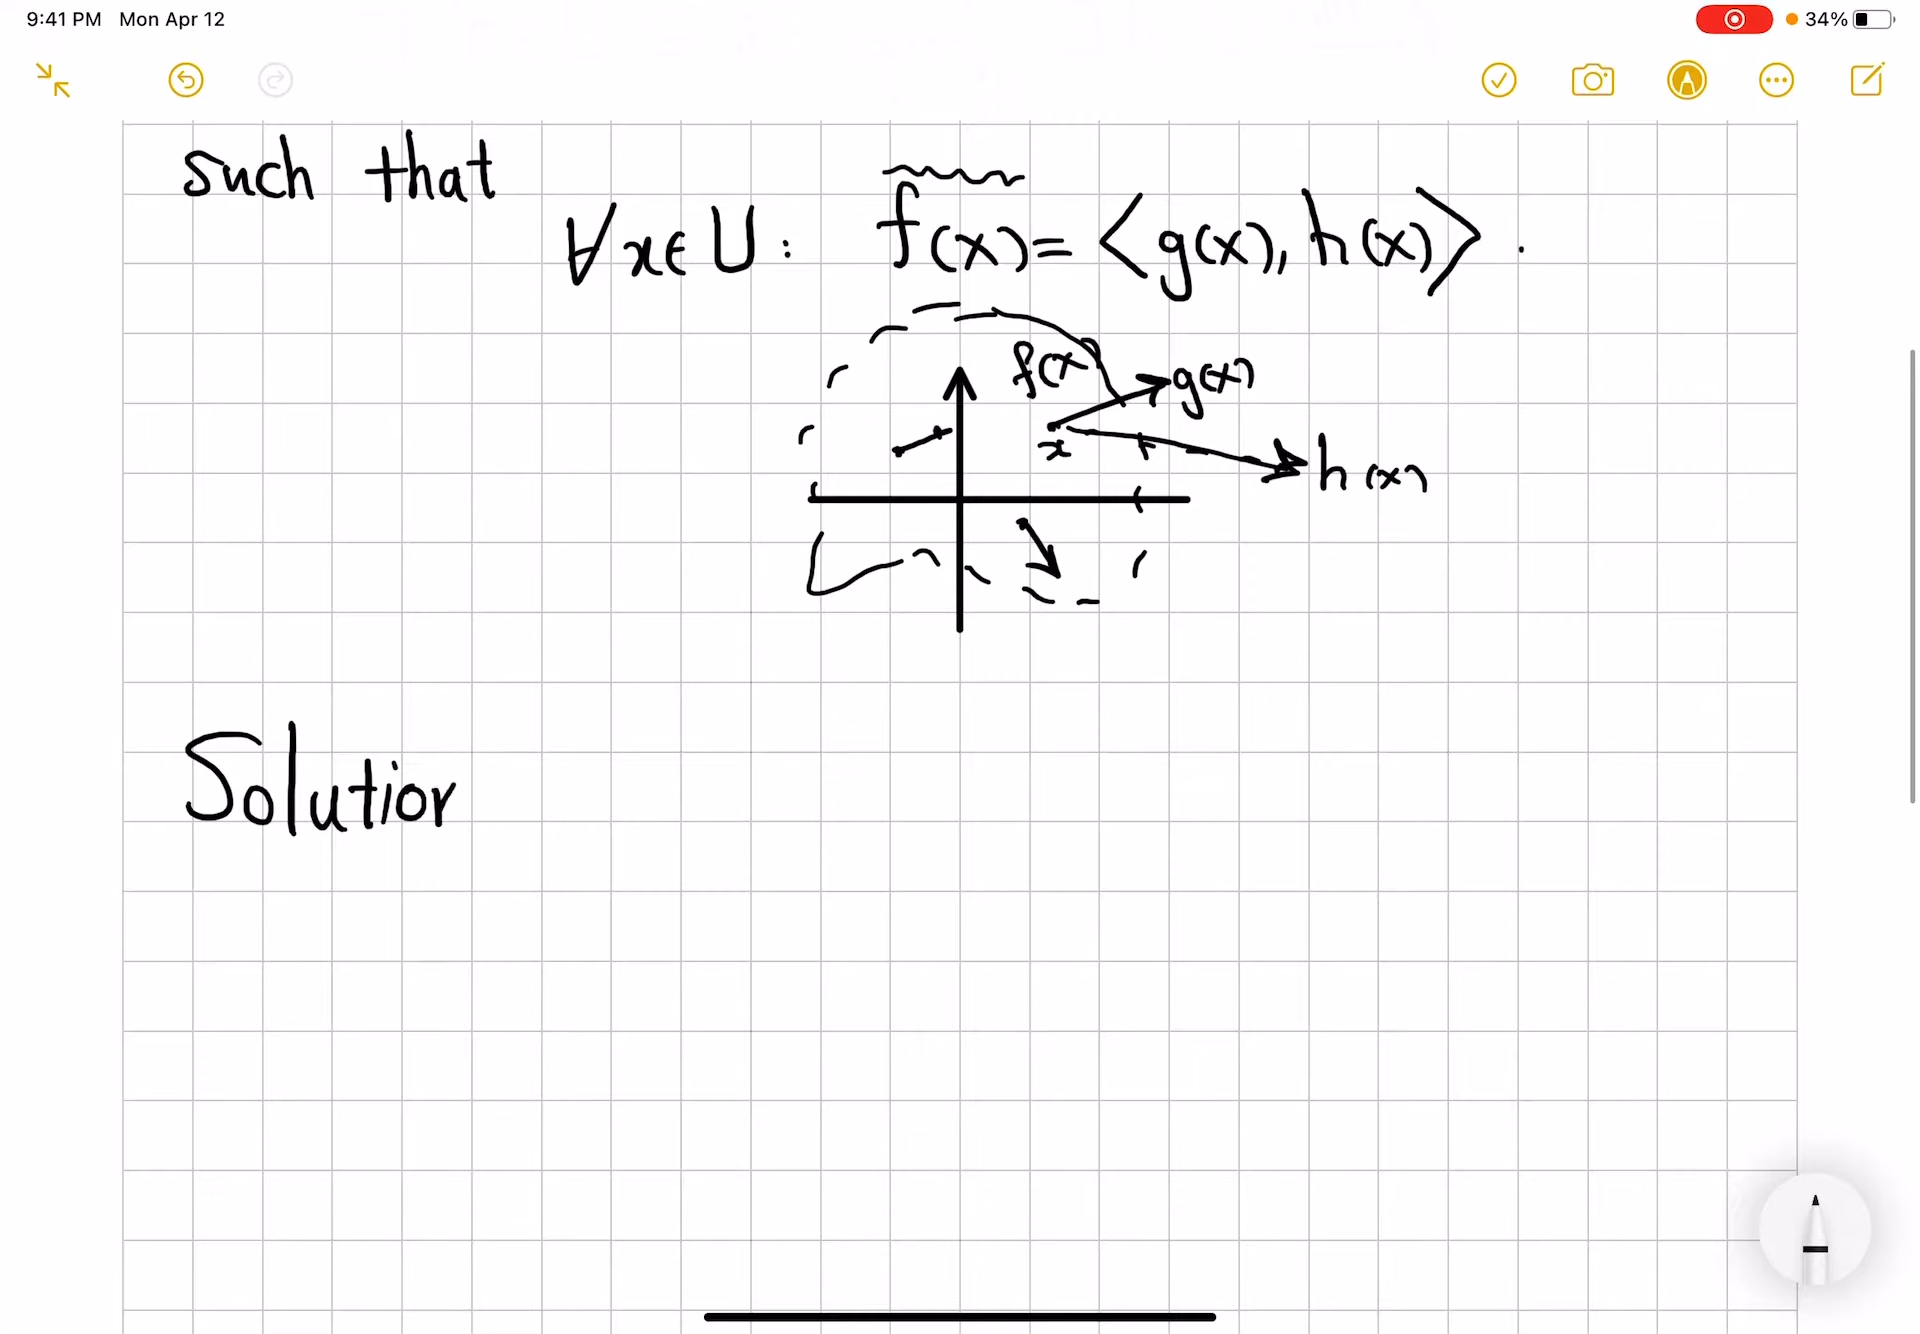 9:41 PM Mon Apr 12 34%
such that
∀x∈U: f(x)=⟨g(x),h(x)⟩.
f(x) g(x)
x h(x)
Solution